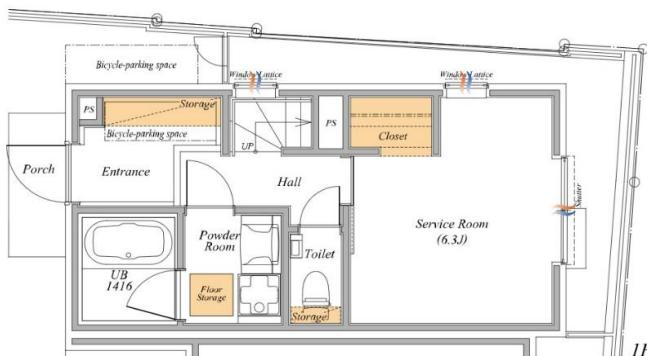 Bicycle-parking space
Window Lattice
Window Lattice
PS
Storage
Bicycle-parking space
PS
Closet
UP
Porch
Entrance
Hall
Shutter
Powder
Room
Toilet
Service Room
(6.3J)
UB
1416
Floor
Storage
Storage